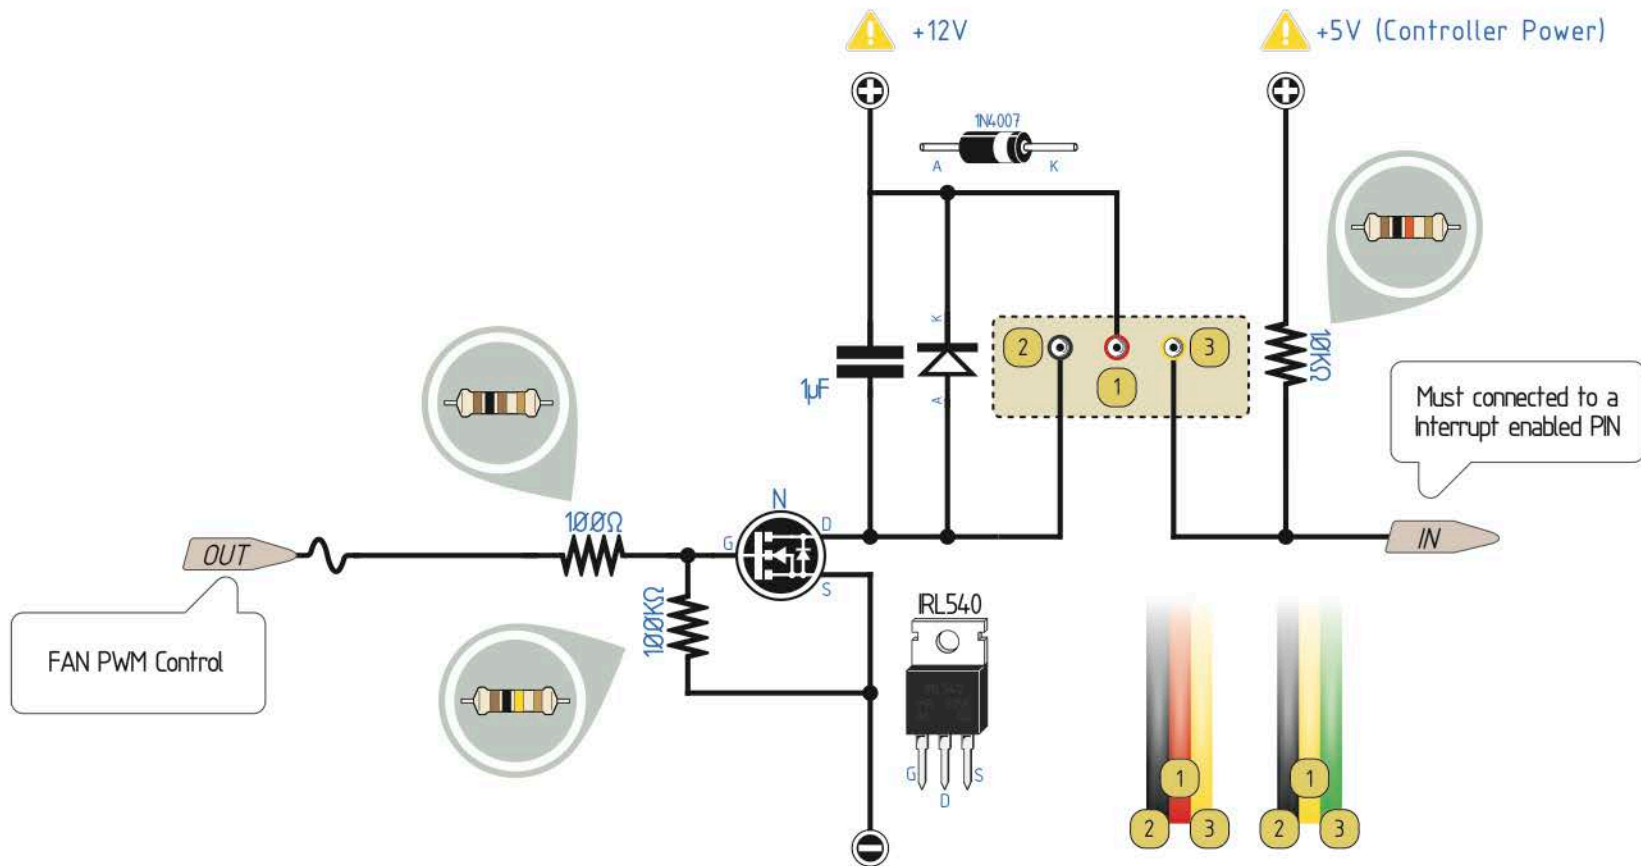 +12V
+5V (Controller Power)
1N4007
A
K
K
2
3
1
10KΩ
1µF
A
Must connected to a
Interrupt enabled PIN
N
100Ω
D
G
OUT
IN
S
100KΩ
IRL540
FAN PWM Control
G
S
D
1
1
2
3
2
3